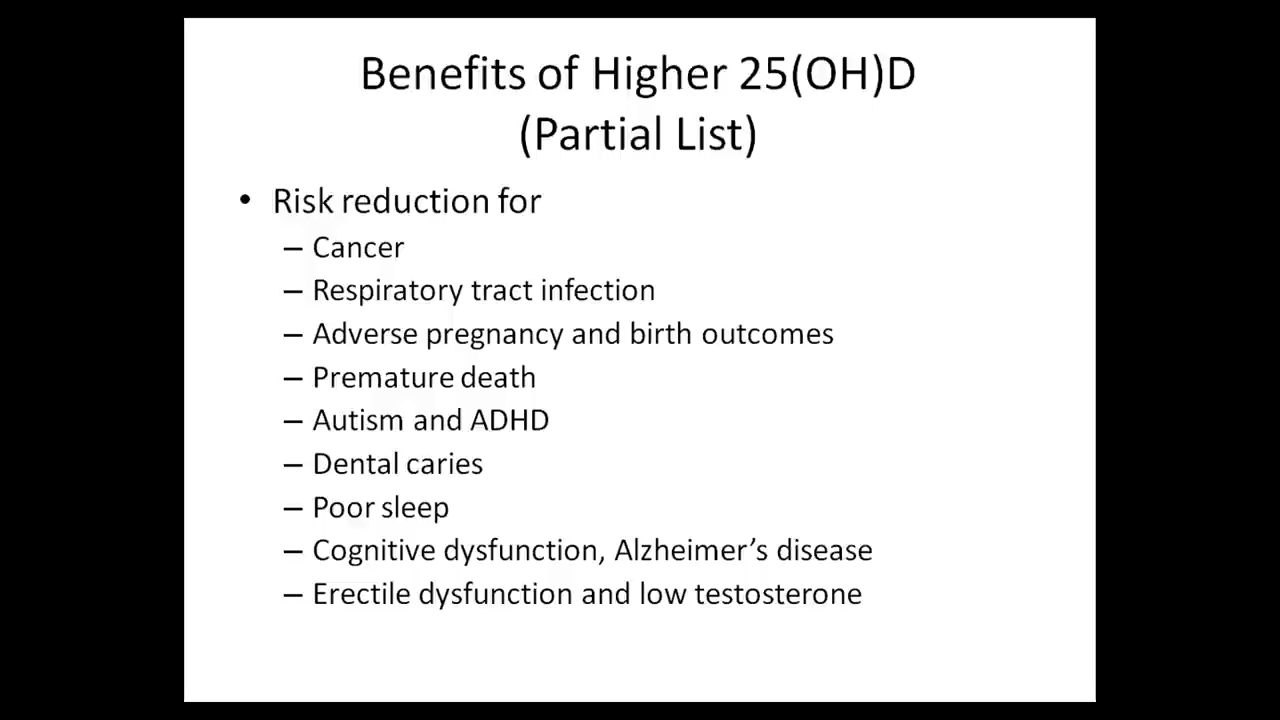 Benefits of Higher 25(OH)D
(Partial List)
• Risk reduction for
– Cancer
– Respiratory tract infection
– Adverse pregnancy and birth outcomes
– Premature death
– Autism and ADHD
– Dental caries
– Poor sleep
– Cognitive dysfunction, Alzheimer’s disease
– Erectile dysfunction and low testosterone